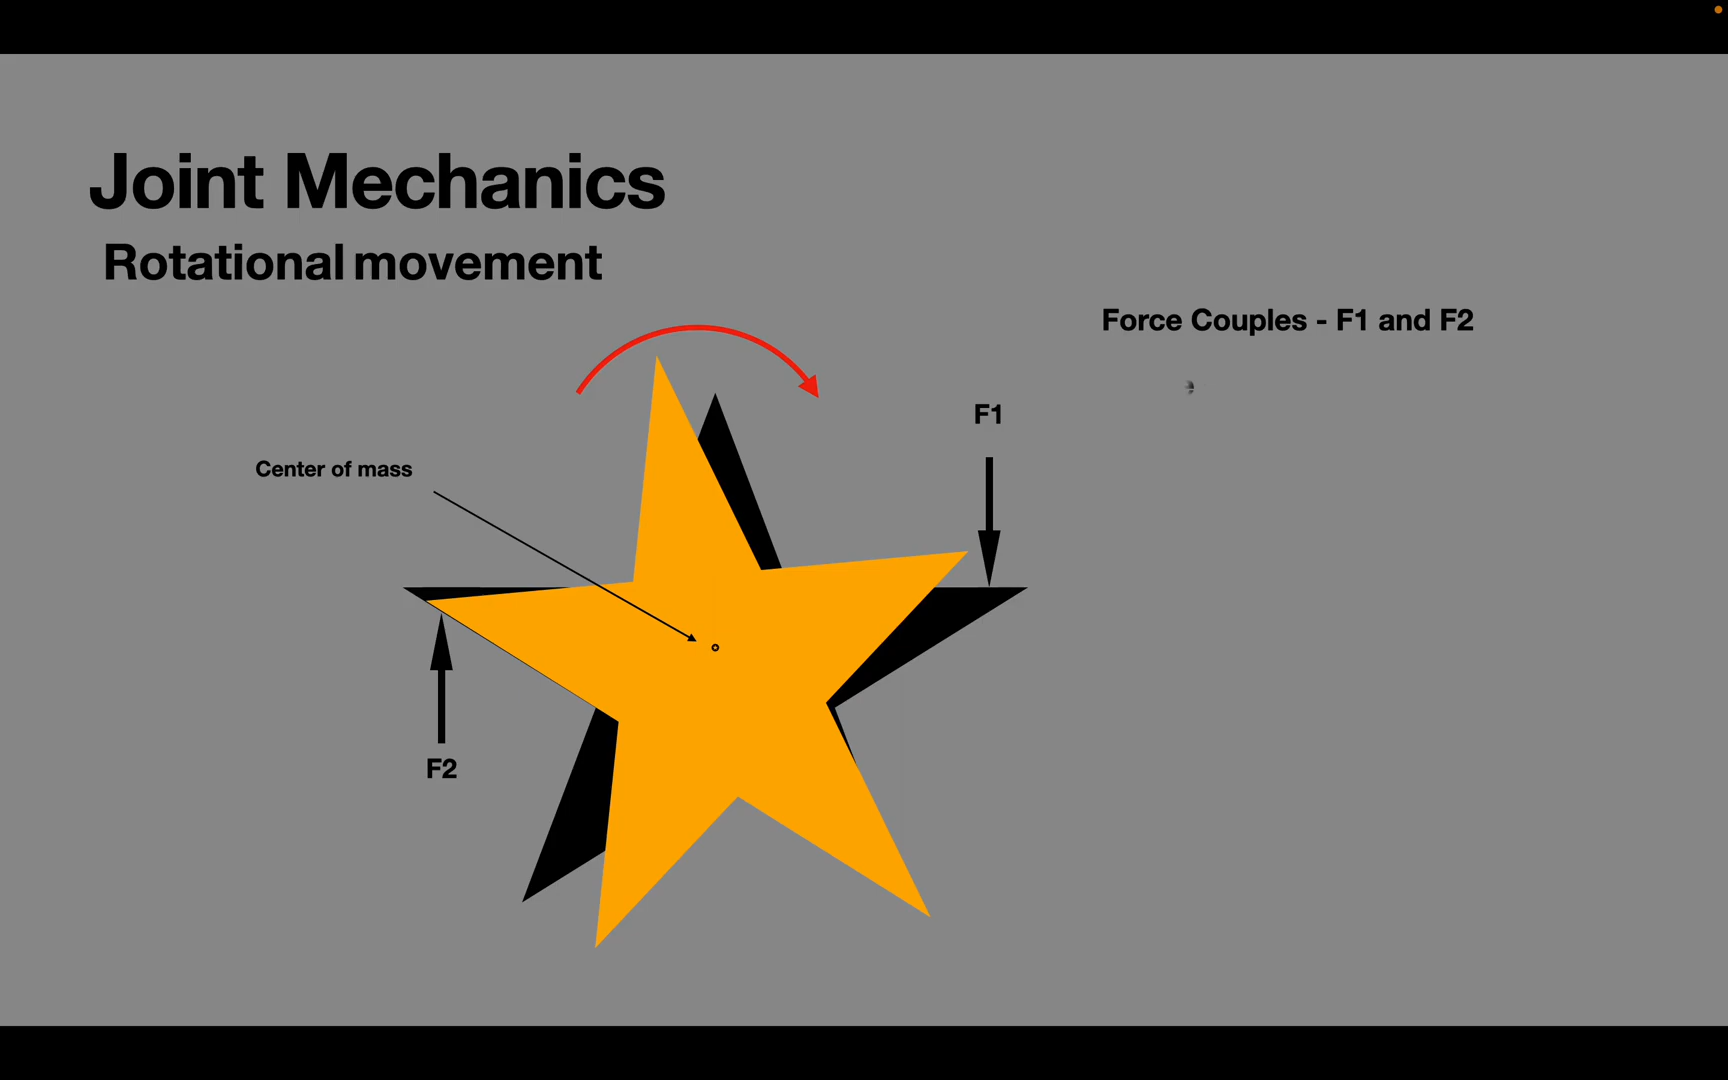 Joint Mechanics
Rotational movement
Force Couples - F1 and F2
F1
Center of mass
F2